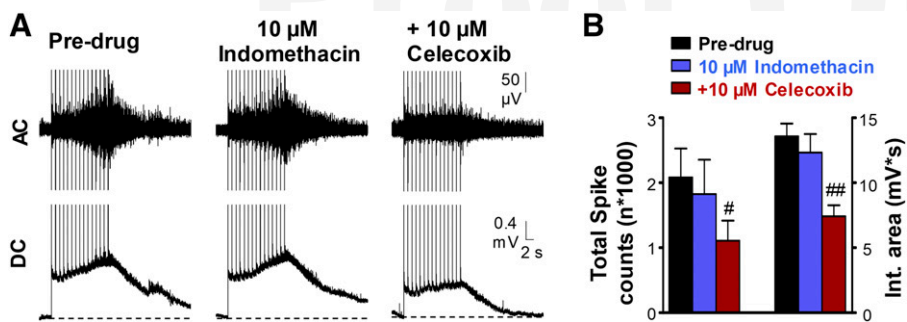 A
Pre-drug
10 µM
Indomethacin
+ 10 µM
Celecoxib
50
µV
AC
DC
0.4
mV
2 s
B
Pre-drug
10 µM Indomethacin
+10 µM Celecoxib
Total Spike
counts (n*1000)
3
2
1
0
#
##
15
10
5
0
Int. area (mV*s)